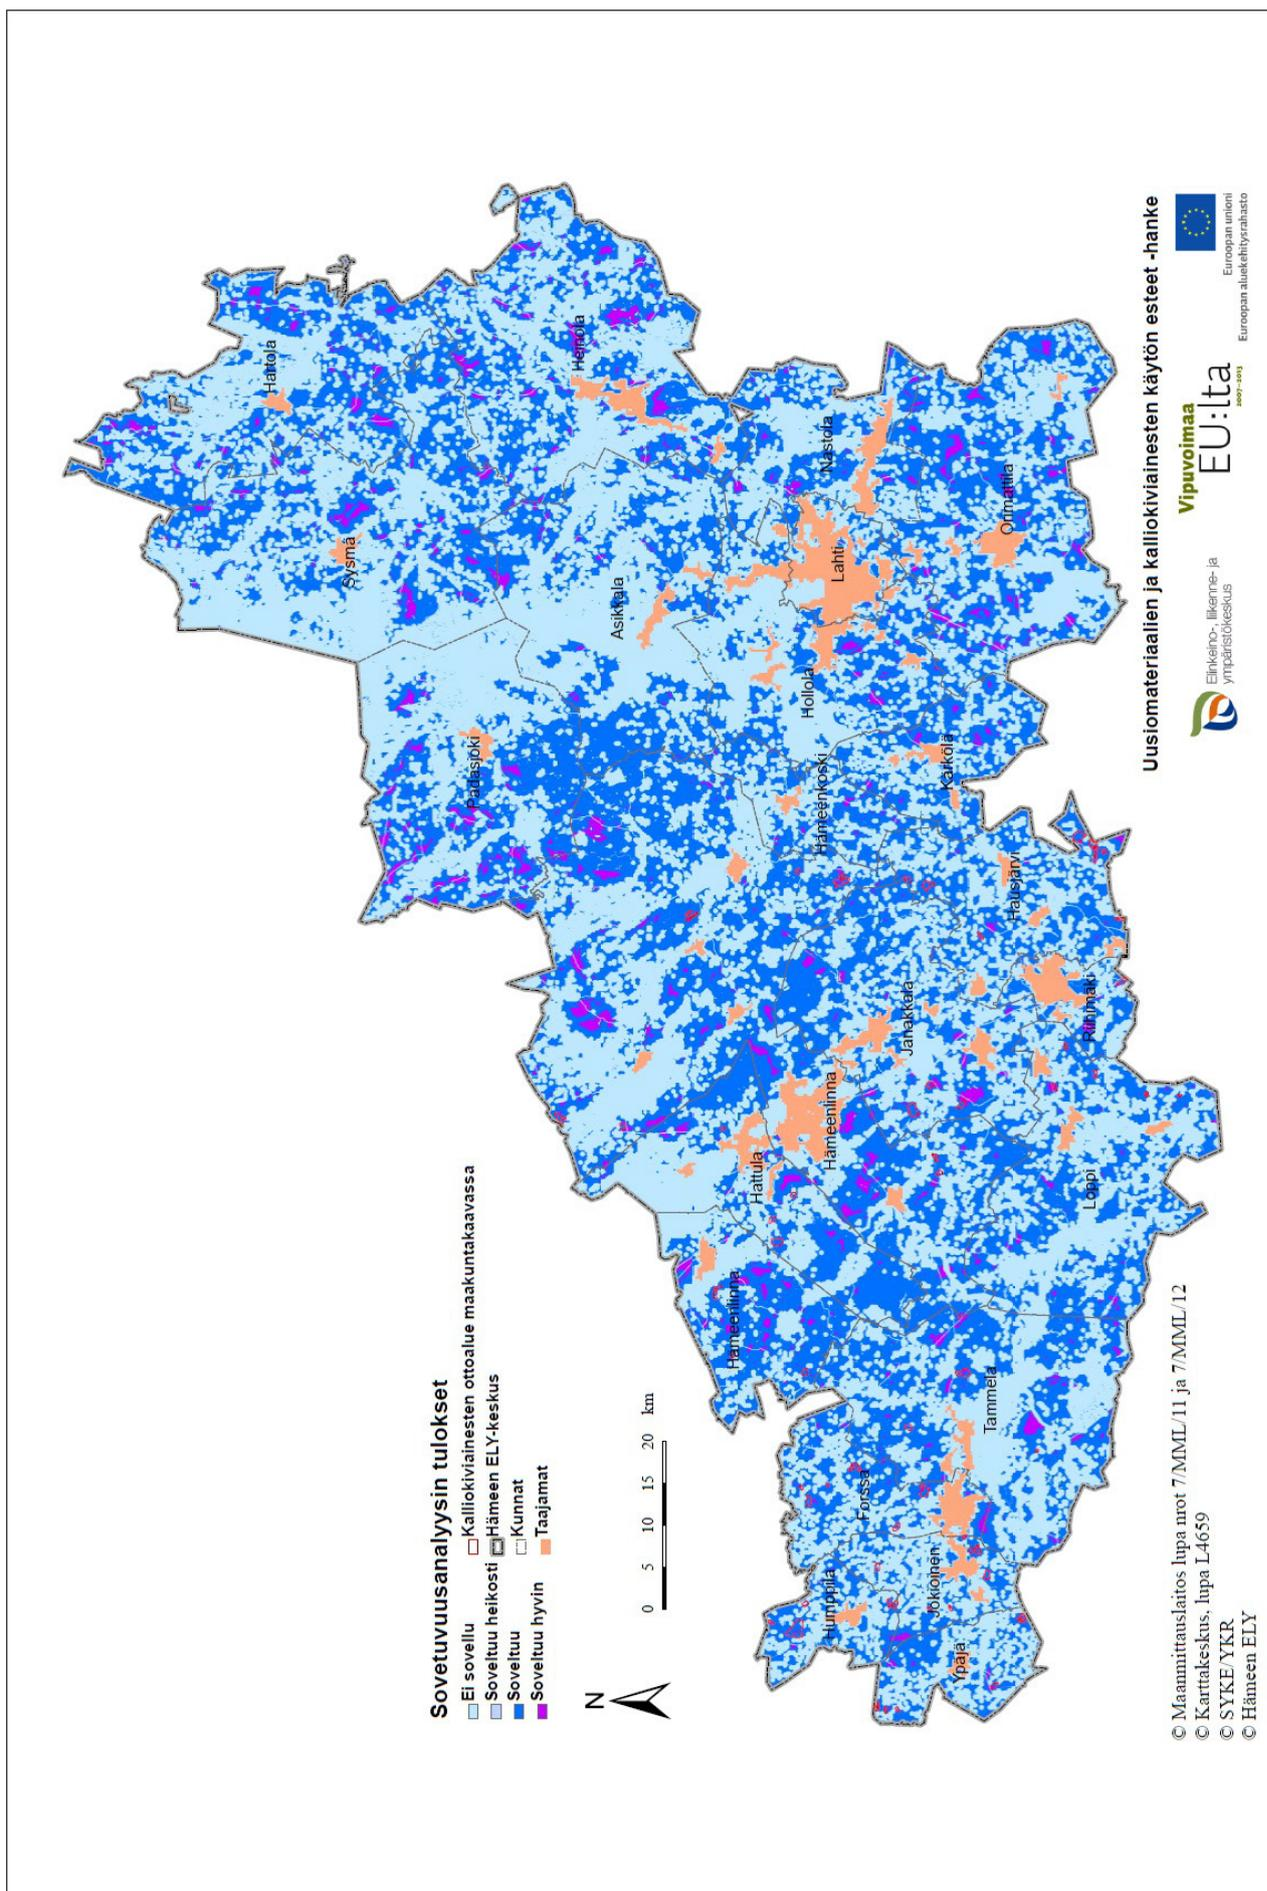 Sovetuvuusanalyysin tulokset
Ei sovellu
Soveltuu heikosti
Soveltuu
Soveltuu hyvin
Kalliokiviainesten ottoalue maakuntakaavassa
Hämeen ELY-keskus
Kunnat
Taajamat
N
0 5 10 15 20 km
Hartola
Sysmä
Heinola
Padasjoki
Asikkala
Nastola
Lahti
Hollola
Orimattila
Hämeenkoski
Kärkölä
Hausjärvi
Janakkala
Riihimäki
Hämeenlinna
Hattula
Loppi
Hämeenlinna
Tammela
Forssa
Humppila
Jokioinen
Ypäjä
Uusiomateriaalien ja kalliokiviainesten käytön esteet -hanke
Elinkeino-, liikenne- ja
ympäristökeskus
Vipuvoimaa
EU:lta
2007–2013
Euroopan unioni
Euroopan aluekehitysrahasto
© Maanmittauslaitos lupa nrot 7/MML/11 ja 7/MML/12
© Karttakeskus, lupa L4659
© SYKE/YKR
© Hämeen ELY